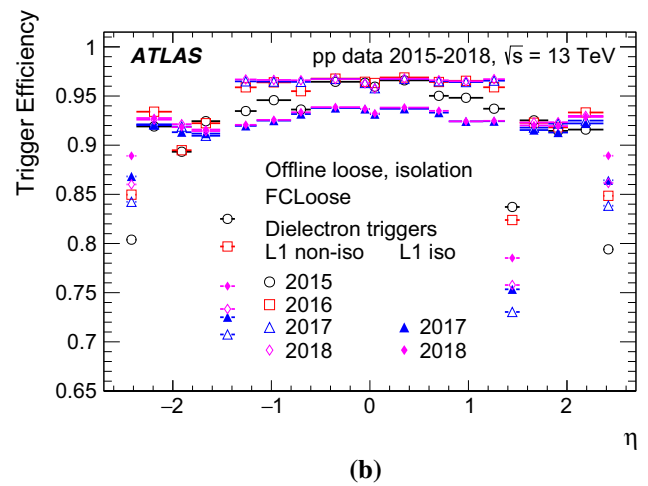 ATLAS pp data 2015-2018, √s = 13 TeV
Trigger Efficiency
1
0.95
0.9
0.85
0.8
0.75
0.7
0.65
Offline loose, isolation
FCLoose
Dielectron triggers
L1 non-iso L1 iso
2015
2016
2017 2017
2018 2018
−2 −1 0 1 2
η
(b)